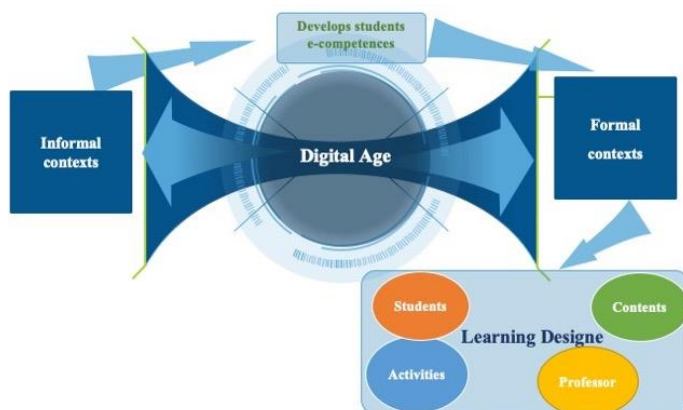 Develops students
e-competences
Informal
contexts
Digital Age
Formal
contexts
Students
Contents
Learning Designe
Activities
Professor